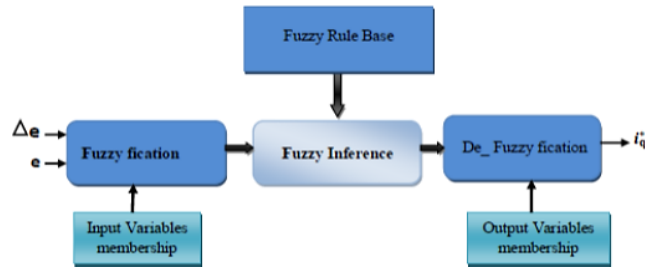 Fuzzy Rule Base
Δe
e
Fuzzy fication
Fuzzy Inference
De_ Fuzzy fication
i*q
Input Variables
membership
Output Variables
membership